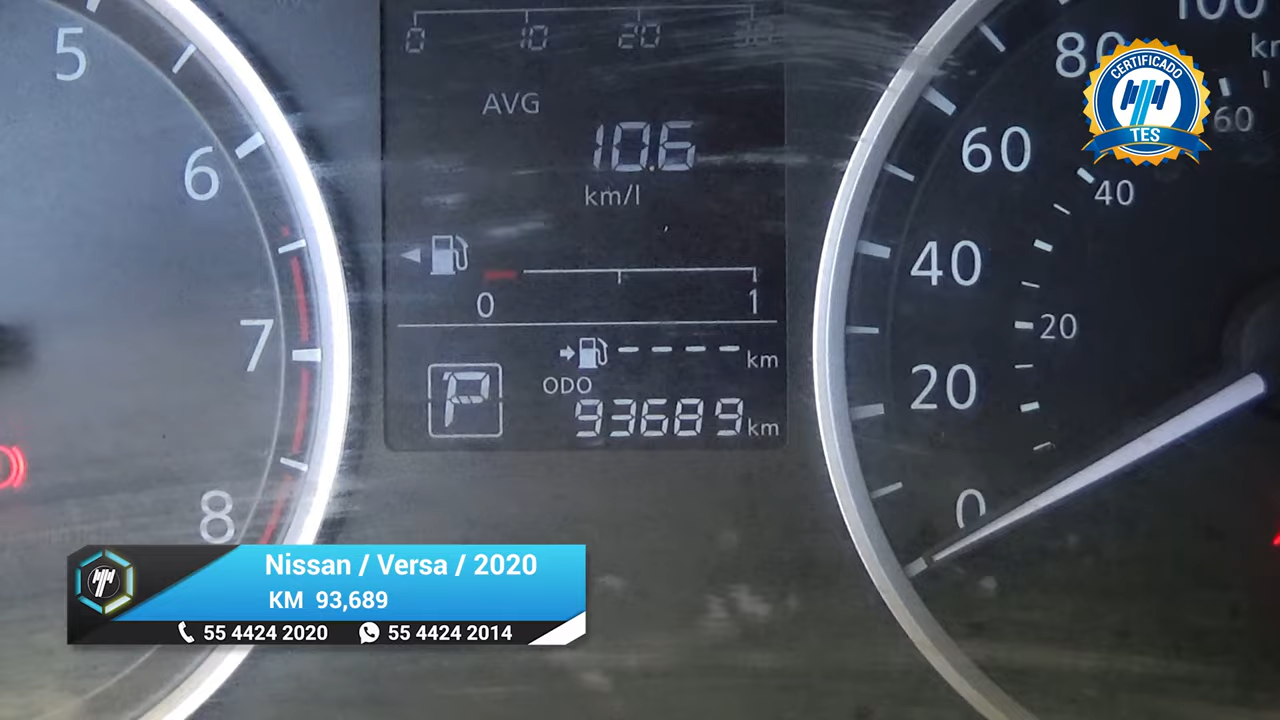 5
6
7
8
0 10 20 30
AVG
10.6
km/l
0 1
---- km
P
ODO
93689 km
100
80
60
40
20
0
60
40
20
CERTIFICADO
TES
Nissan / Versa / 2020
KM 93,689
55 4424 2020 55 4424 2014